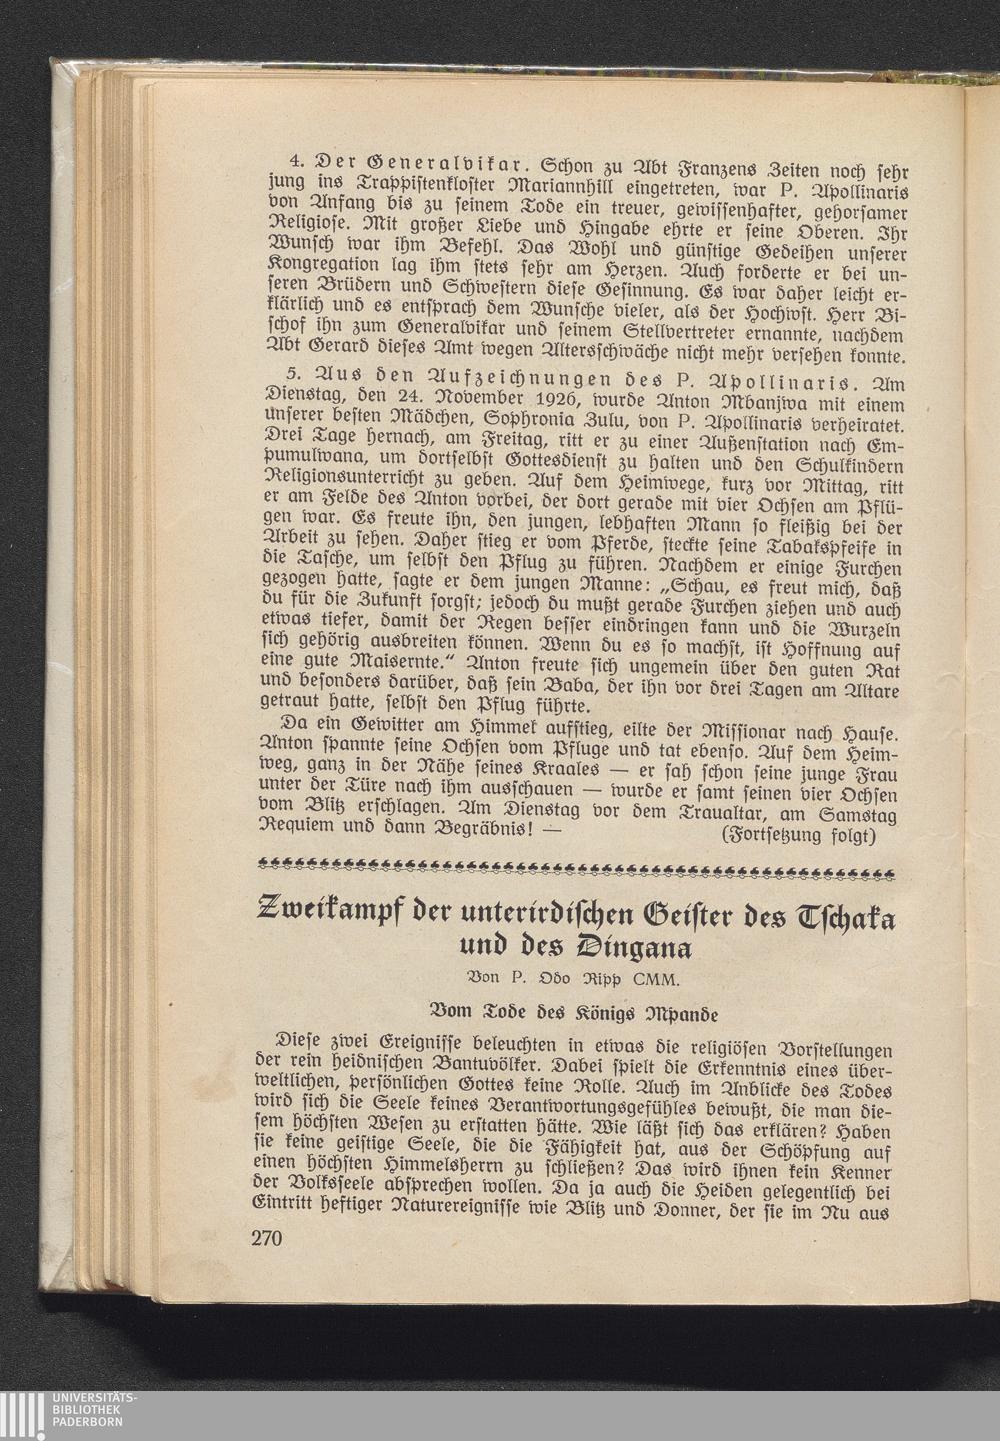 4. Der Generalvikar. Schon zu Abt Franzens Zeiten noch sehr
jung ins Trappistenkloster Mariannhill eingetreten, war P. Apollinaris
von Anfang bis zu seinem Tode ein treuer, gewissenhafter, gehorsamer
Religiose. Mit großer Liebe und Hingabe ehrte er seine Oberen. Ihr
Wunsch war ihm Befehl. Das Wohl und günstige Gedeihen unserer
Kongregation lag ihm stets sehr am Herzen. Auch forderte er bei un-
seren Brüdern und Schwestern diese Gesinnung. Es war daher leicht er-
klärlich und es entsprach dem Wunsche vieler, als der Hochwst. Herr Bi-
schof ihn zum Generalvikar und seinem Stellvertreter ernannte, nachdem
Abt Gerard dieses Amt wegen Altersschwäche nicht mehr versehen konnte.
5. Aus den Aufzeichnungen des P. Apollinaris. Am
Dienstag, den 24. November 1926, wurde Anton Mbanjwa mit einem
unserer besten Mädchen, Sophronia Zulu, von P. Apollinaris verheiratet.
Drei Tage hernach, am Freitag, ritt er zu einer Außenstation nach Em-
pumulwana, um dortselbst Gottesdienst zu halten und den Schulkindern
Religionsunterricht zu geben. Auf dem Heimwege, kurz vor Mittag, ritt
er am Felde des Anton vorbei, der dort gerade mit vier Ochsen am Pflü-
gen war. Es freute ihn, den jungen, lebhaften Mann so fleißig bei der
Arbeit zu sehen. Daher stieg er vom Pferde, steckte seine Tabakspfeife in
die Tasche, um selbst den Pflug zu führen. Nachdem er einige Furchen
gezogen hatte, sagte er dem jungen Manne: „Schau, es freut mich, daß
du für die Zukunft sorgst; jedoch du mußt gerade Furchen ziehen und auch
etwas tiefer, damit der Regen besser eindringen kann und die Wurzeln
sich gehörig ausbreiten können. Wenn du es so machst, ist Hoffnung auf
eine gute Maisernte.“ Anton freute sich ungemein über den guten Rat
und besonders darüber, daß sein Baba, der ihn vor drei Tagen am Altare
getraut hatte, selbst den Pflug führte.
Da ein Gewitter am Himmel aufstieg, eilte der Missionar nach Hause.
Anton spannte seine Ochsen vom Pfluge und tat ebenso. Auf dem Heim-
weg, ganz in der Nähe seines Kraales — er sah schon seine junge Frau
unter der Türe nach ihm ausschauen — wurde er samt seinen vier Ochsen
vom Blitz erschlagen. Am Dienstag vor dem Traualtar, am Samstag
Requiem und dann Begräbnis! — (Fortsetzung folgt)
Zweikampf der unterirdischen Geister des Tschaka
und des Dingana
Von P. Odo Ripp CMM.
Vom Tode des Königs Mpande
Diese zwei Ereignisse beleuchten in etwas die religiösen Vorstellungen
der rein heidnischen Bantuvölker. Dabei spielt die Erkenntnis eines über-
weltlichen, persönlichen Gottes keine Rolle. Auch im Anblicke des Todes
wird sich die Seele keines Verantwortungsgefühles bewußt, die man die-
sem höchsten Wesen zu erstatten hätte. Wie läßt sich das erklären? Haben
sie keine geistige Seele, die die Fähigkeit hat, aus der Schöpfung auf
einen höchsten Himmelsherrn zu schließen? Das wird ihnen kein Kenner
der Volksseele absprechen wollen. Da ja auch die Heiden gelegentlich bei
Eintritt heftiger Naturereignisse wie Blitz und Donner, der sie im Nu aus
270
UNIVERSITÄTS-
BIBLIOTHEK
PADERBORN